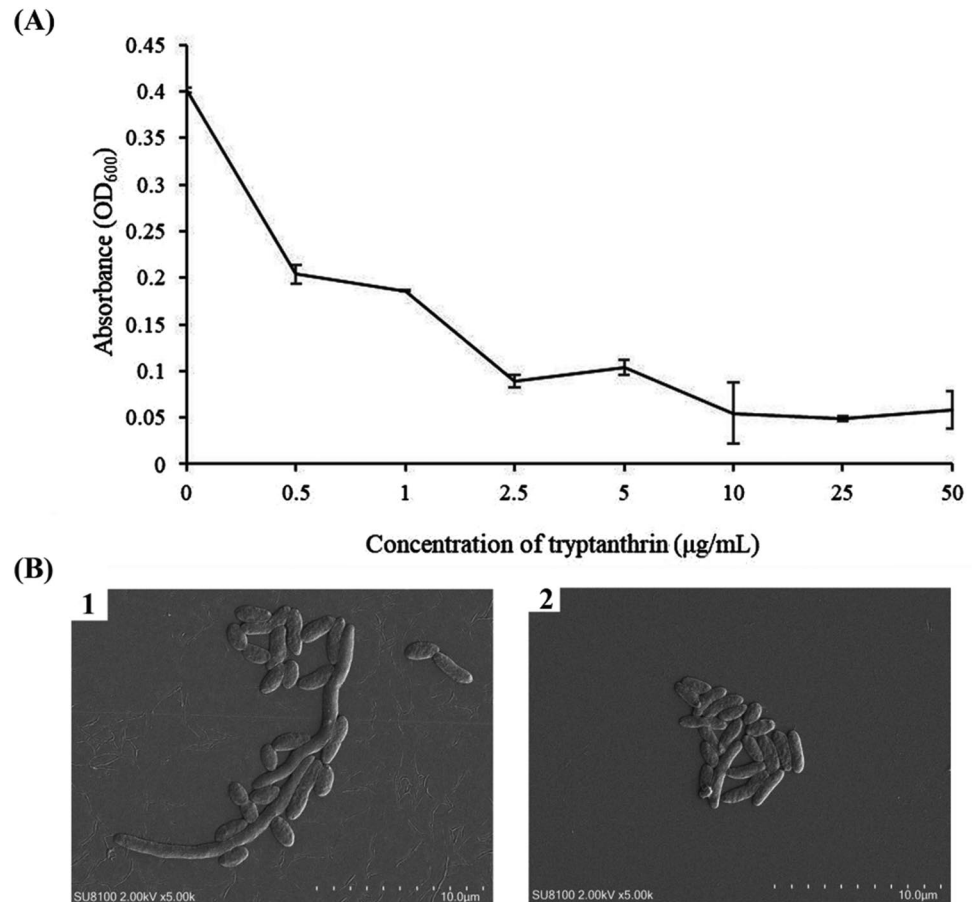 (A)
0.45
0.4
0.35
0.3
0.25
0.2
0.15
0.1
0.05
0
Absorbance (OD600)
0 0.5 1 2.5 5 10 25 50
Concentration of tryptanthrin (μg/mL)
(B)
1
2
SU8100 2.00kV x5.00k 10.0μm
SU8100 2.00kV x5.00k 10.0μm